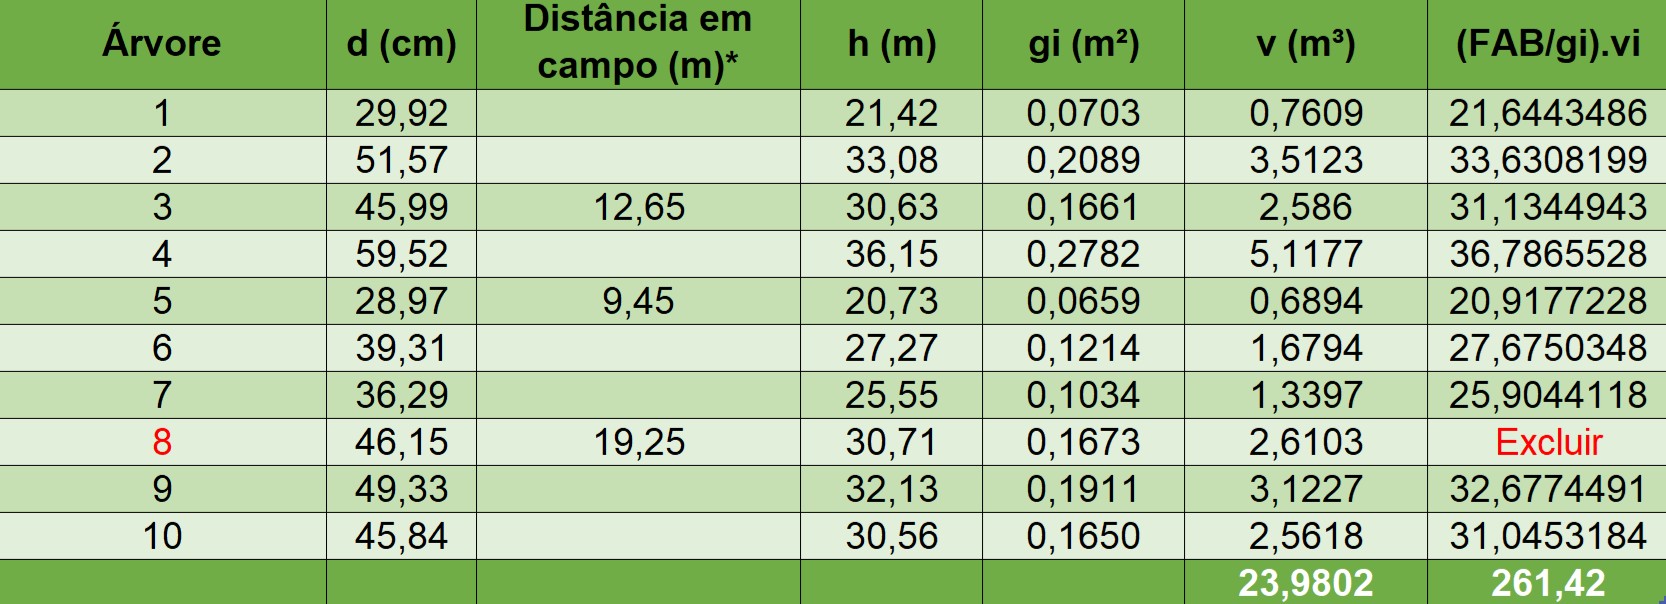 Árvore d (cm) Distância em campo (m)* h (m) gi (m²) v (m³) (FAB/gi).vi
1 29,92 21,42 0,0703 0,7609 21,6443486
2 51,57 33,08 0,2089 3,5123 33,6308199
3 45,99 12,65 30,63 0,1661 2,586 31,1344943
4 59,52 36,15 0,2782 5,1177 36,7865528
5 28,97 9,45 20,73 0,0659 0,6894 20,9177228
6 39,31 27,27 0,1214 1,6794 27,6750348
7 36,29 25,55 0,1034 1,3397 25,9044118
8 46,15 19,25 30,71 0,1673 2,6103 Excluir
9 49,33 32,13 0,1911 3,1227 32,6774491
10 45,84 30,56 0,1650 2,5618 31,0453184
23,9802 261,42